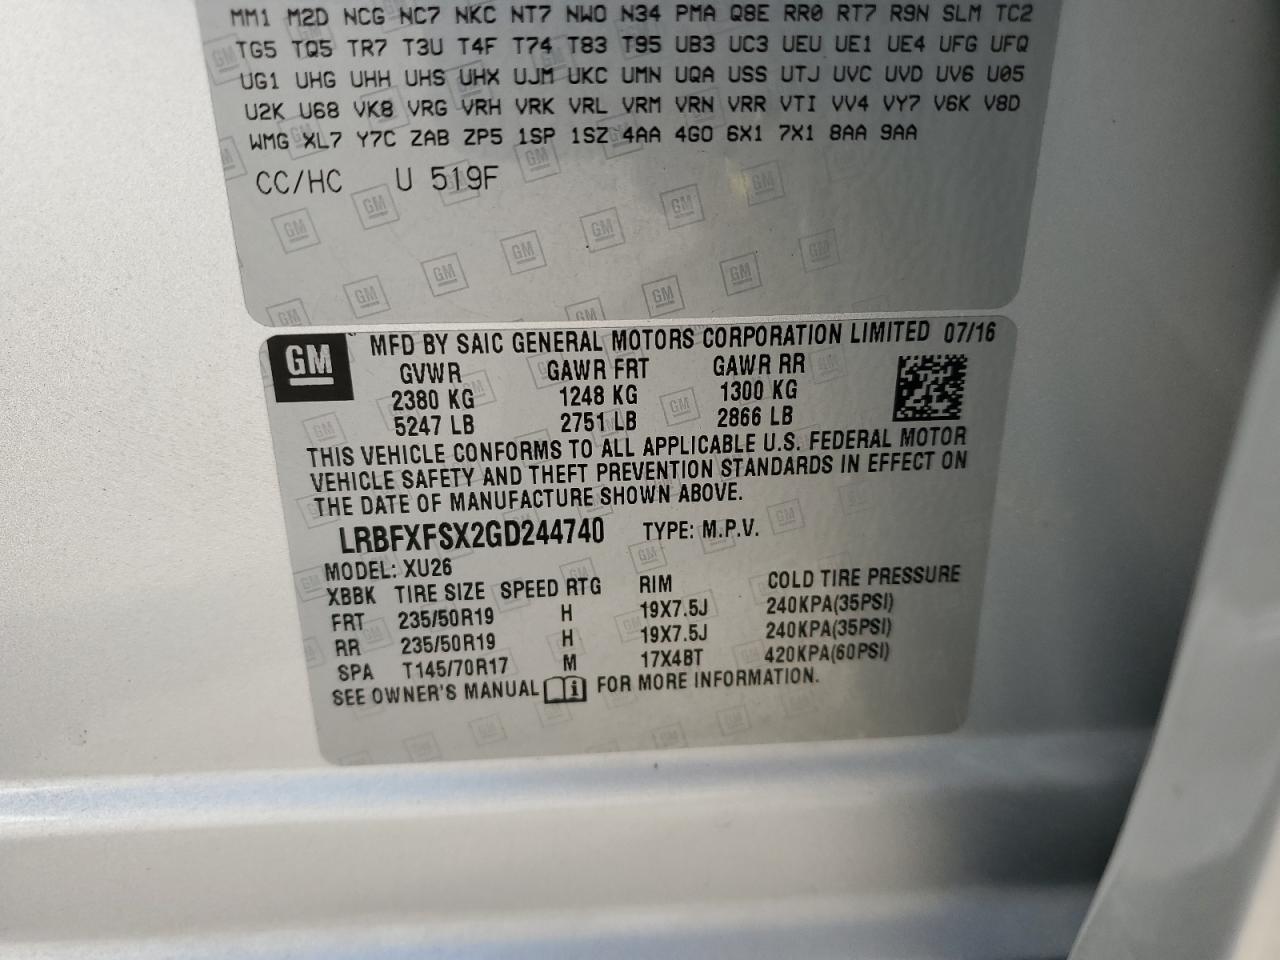 MM1 M2D NCG NC7 NKC NT7 NWO N34 PMA Q8E RR0 RT7 R9N SLM TC2
TG5 TQ5 TR7 T3U T4F T74 T83 T95 UB3 UC3 UEU UE1 UE4 UFG UFQ
UG1 UHG UHH UHS UHX UJM UKC UMN UQA USS UTJ UVC UVD UV6 U05
U2K U68 VK8 VRG VRH VRK VRL VRM VRN VRR VTI VV4 VY7 V6K V8D
WMG XL7 Y7C ZAB ZP5 1SP 1SZ 4AA 4G0 6X1 7X1 8AA 9AA
CC/HC U 519F
GM MFD BY SAIC GENERAL MOTORS CORPORATION LIMITED 07/16
GVWR GAWR FRT GAWR RR
2380 KG 1248 KG 1300 KG
5247 LB 2751 LB 2866 LB
THIS VEHICLE CONFORMS TO ALL APPLICABLE U.S. FEDERAL MOTOR
VEHICLE SAFETY AND THEFT PREVENTION STANDARDS IN EFFECT ON
THE DATE OF MANUFACTURE SHOWN ABOVE.
LRBFXFSX2GD244740 TYPE: M.P.V.
MODEL: XU26
XBBK TIRE SIZE SPEED RTG RIM COLD TIRE PRESSURE
FRT 235/50R19 H 19X7.5J 240KPA(35PSI)
RR 235/50R19 H 19X7.5J 240KPA(35PSI)
SPA T145/70R17 M 17X4BT 420KPA(60PSI)
SEE OWNER'S MANUAL i FOR MORE INFORMATION.